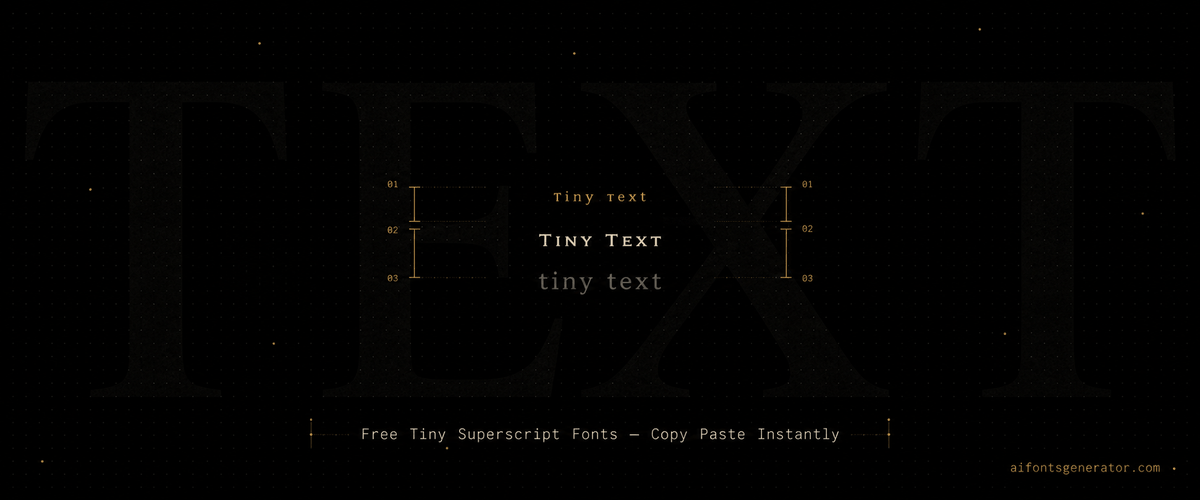 TEXT
01 Tiny Text 01
02 Tiny Text 02
03 tiny text 03
Free Tiny Superscript Fonts — Copy Paste Instantly
aifontsgenerator.com